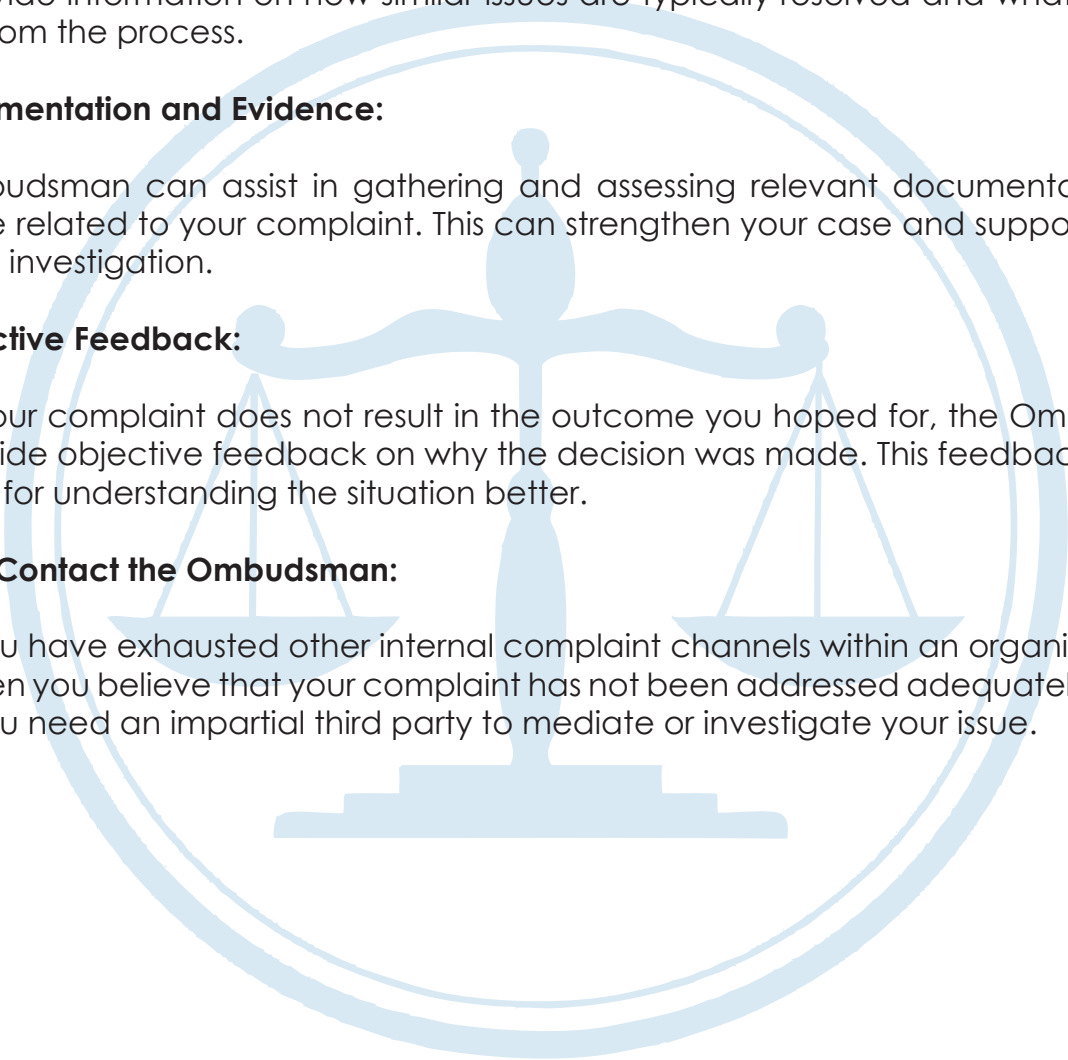 vide information on how similar issues are typically resolved and what
om the process.
mentation and Evidence:
budsman can assist in gathering and assessing relevant documenta
e related to your complaint. This can strengthen your case and suppo
investigation.
ctive Feedback:
our complaint does not result in the outcome you hoped for, the Om
ide objective feedback on why the decision was made. This feedbac
for understanding the situation better.
Contact the Ombudsman:
u have exhausted other internal complaint channels within an organi
en you believe that your complaint has not been addressed adequatel
u need an impartial third party to mediate or investigate your issue.